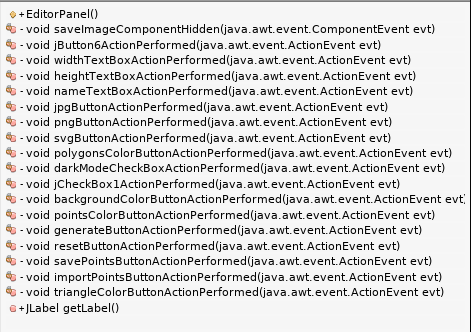 +EditorPanel()
- void saveImageComponentHidden(java.awt.event.ComponentEvent evt)
- void jButton6ActionPerformed(java.awt.event.ActionEvent evt)
- void widthTextBoxActionPerformed(java.awt.event.ActionEvent evt)
- void heightTextBoxActionPerformed(java.awt.event.ActionEvent evt)
- void nameTextBoxActionPerformed(java.awt.event.ActionEvent evt)
- void jpgButtonActionPerformed(java.awt.event.ActionEvent evt)
- void pngButtonActionPerformed(java.awt.event.ActionEvent evt)
- void svgButtonActionPerformed(java.awt.event.ActionEvent evt)
- void polygonsColorButtonActionPerformed(java.awt.event.ActionEvent evt)
- void darkModeCheckBoxActionPerformed(java.awt.event.ActionEvent evt)
- void jCheckBox1ActionPerformed(java.awt.event.ActionEvent evt)
- void backgroundColorButtonActionPerformed(java.awt.event.ActionEvent evt)
- void pointsColorButtonActionPerformed(java.awt.event.ActionEvent evt)
- void generateButtonActionPerformed(java.awt.event.ActionEvent evt)
- void resetButtonActionPerformed(java.awt.event.ActionEvent evt)
- void savePointsButtonActionPerformed(java.awt.event.ActionEvent evt)
- void importPointsButtonActionPerformed(java.awt.event.ActionEvent evt)
- void triangleColorButtonActionPerformed(java.awt.event.ActionEvent evt)
+JLabel getLabel()